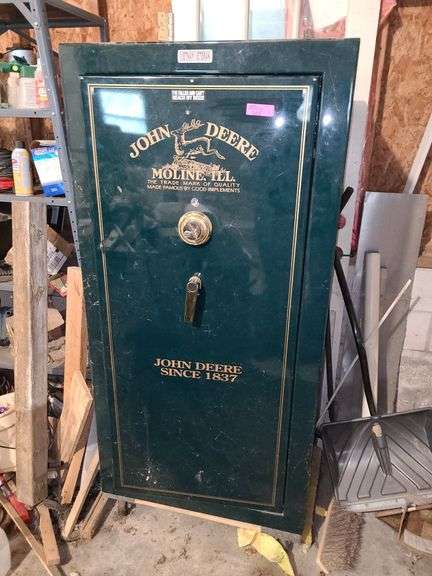 JOHN DEERE
MOLINE, ILL.
THE TRADE MARK OF QUALITY
MADE FAMOUS BY GOOD IMPLEMENTS
JOHN DEERE
SINCE 1837